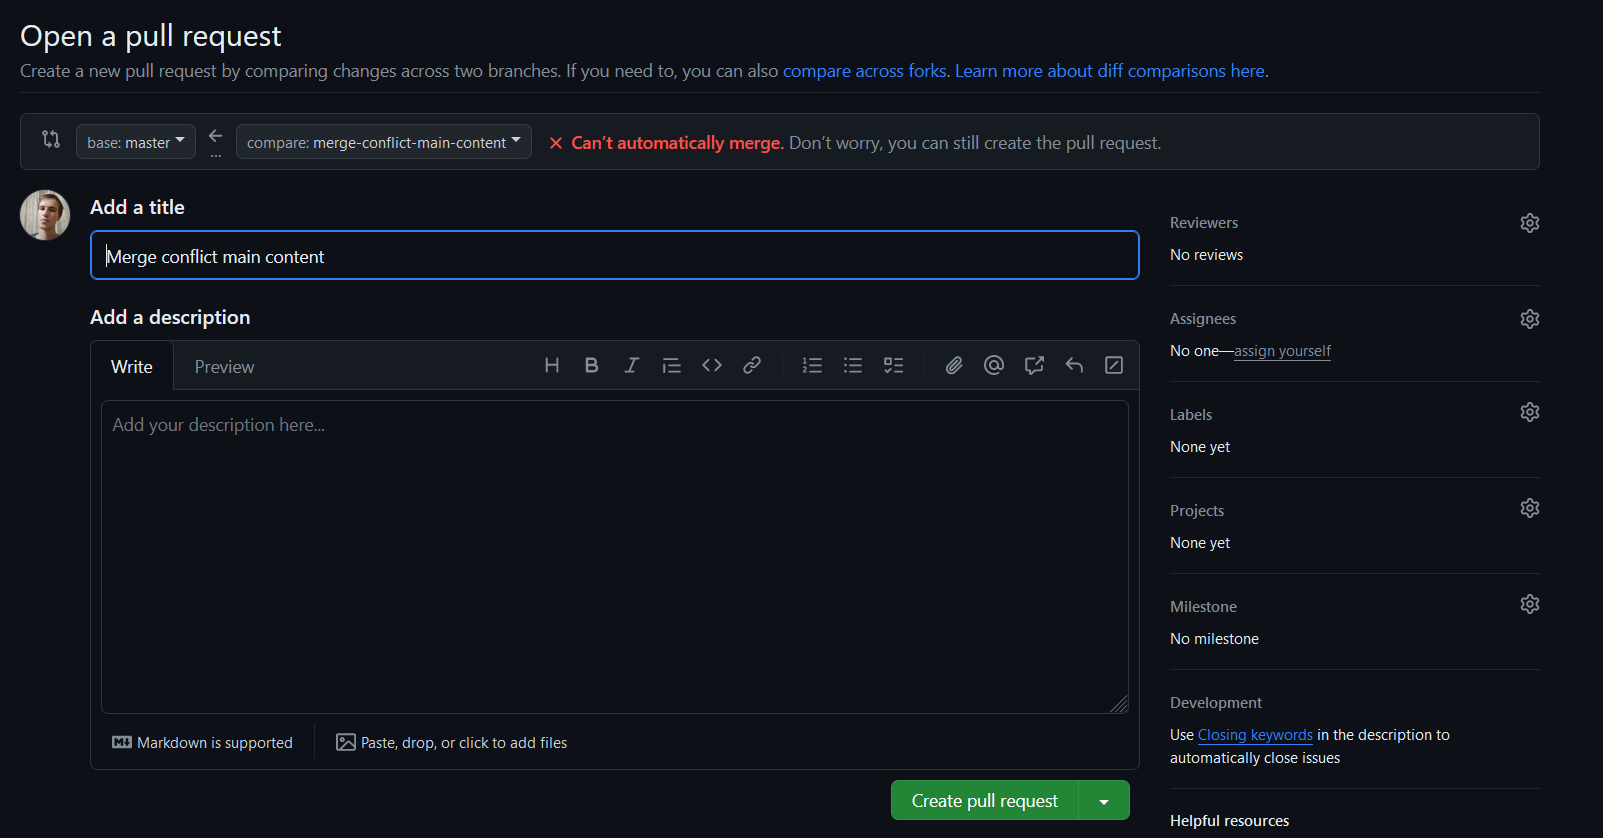 Open a pull request
Create a new pull request by comparing changes across two branches. If you need to, you can also compare across forks. Learn more about diff comparisons here.
base: master
compare: merge-conflict-main-content
Can’t automatically merge. Don’t worry, you can still create the pull request.
Add a title
Merge conflict main content
Add a description
Write Preview
Add your description here...
Markdown is supported
Paste, drop, or click to add files
Create pull request
Reviewers
No reviews
Assignees
No one—assign yourself
Labels
None yet
Projects
None yet
Milestone
No milestone
Development
Use Closing keywords in the description to
automatically close issues
Helpful resources